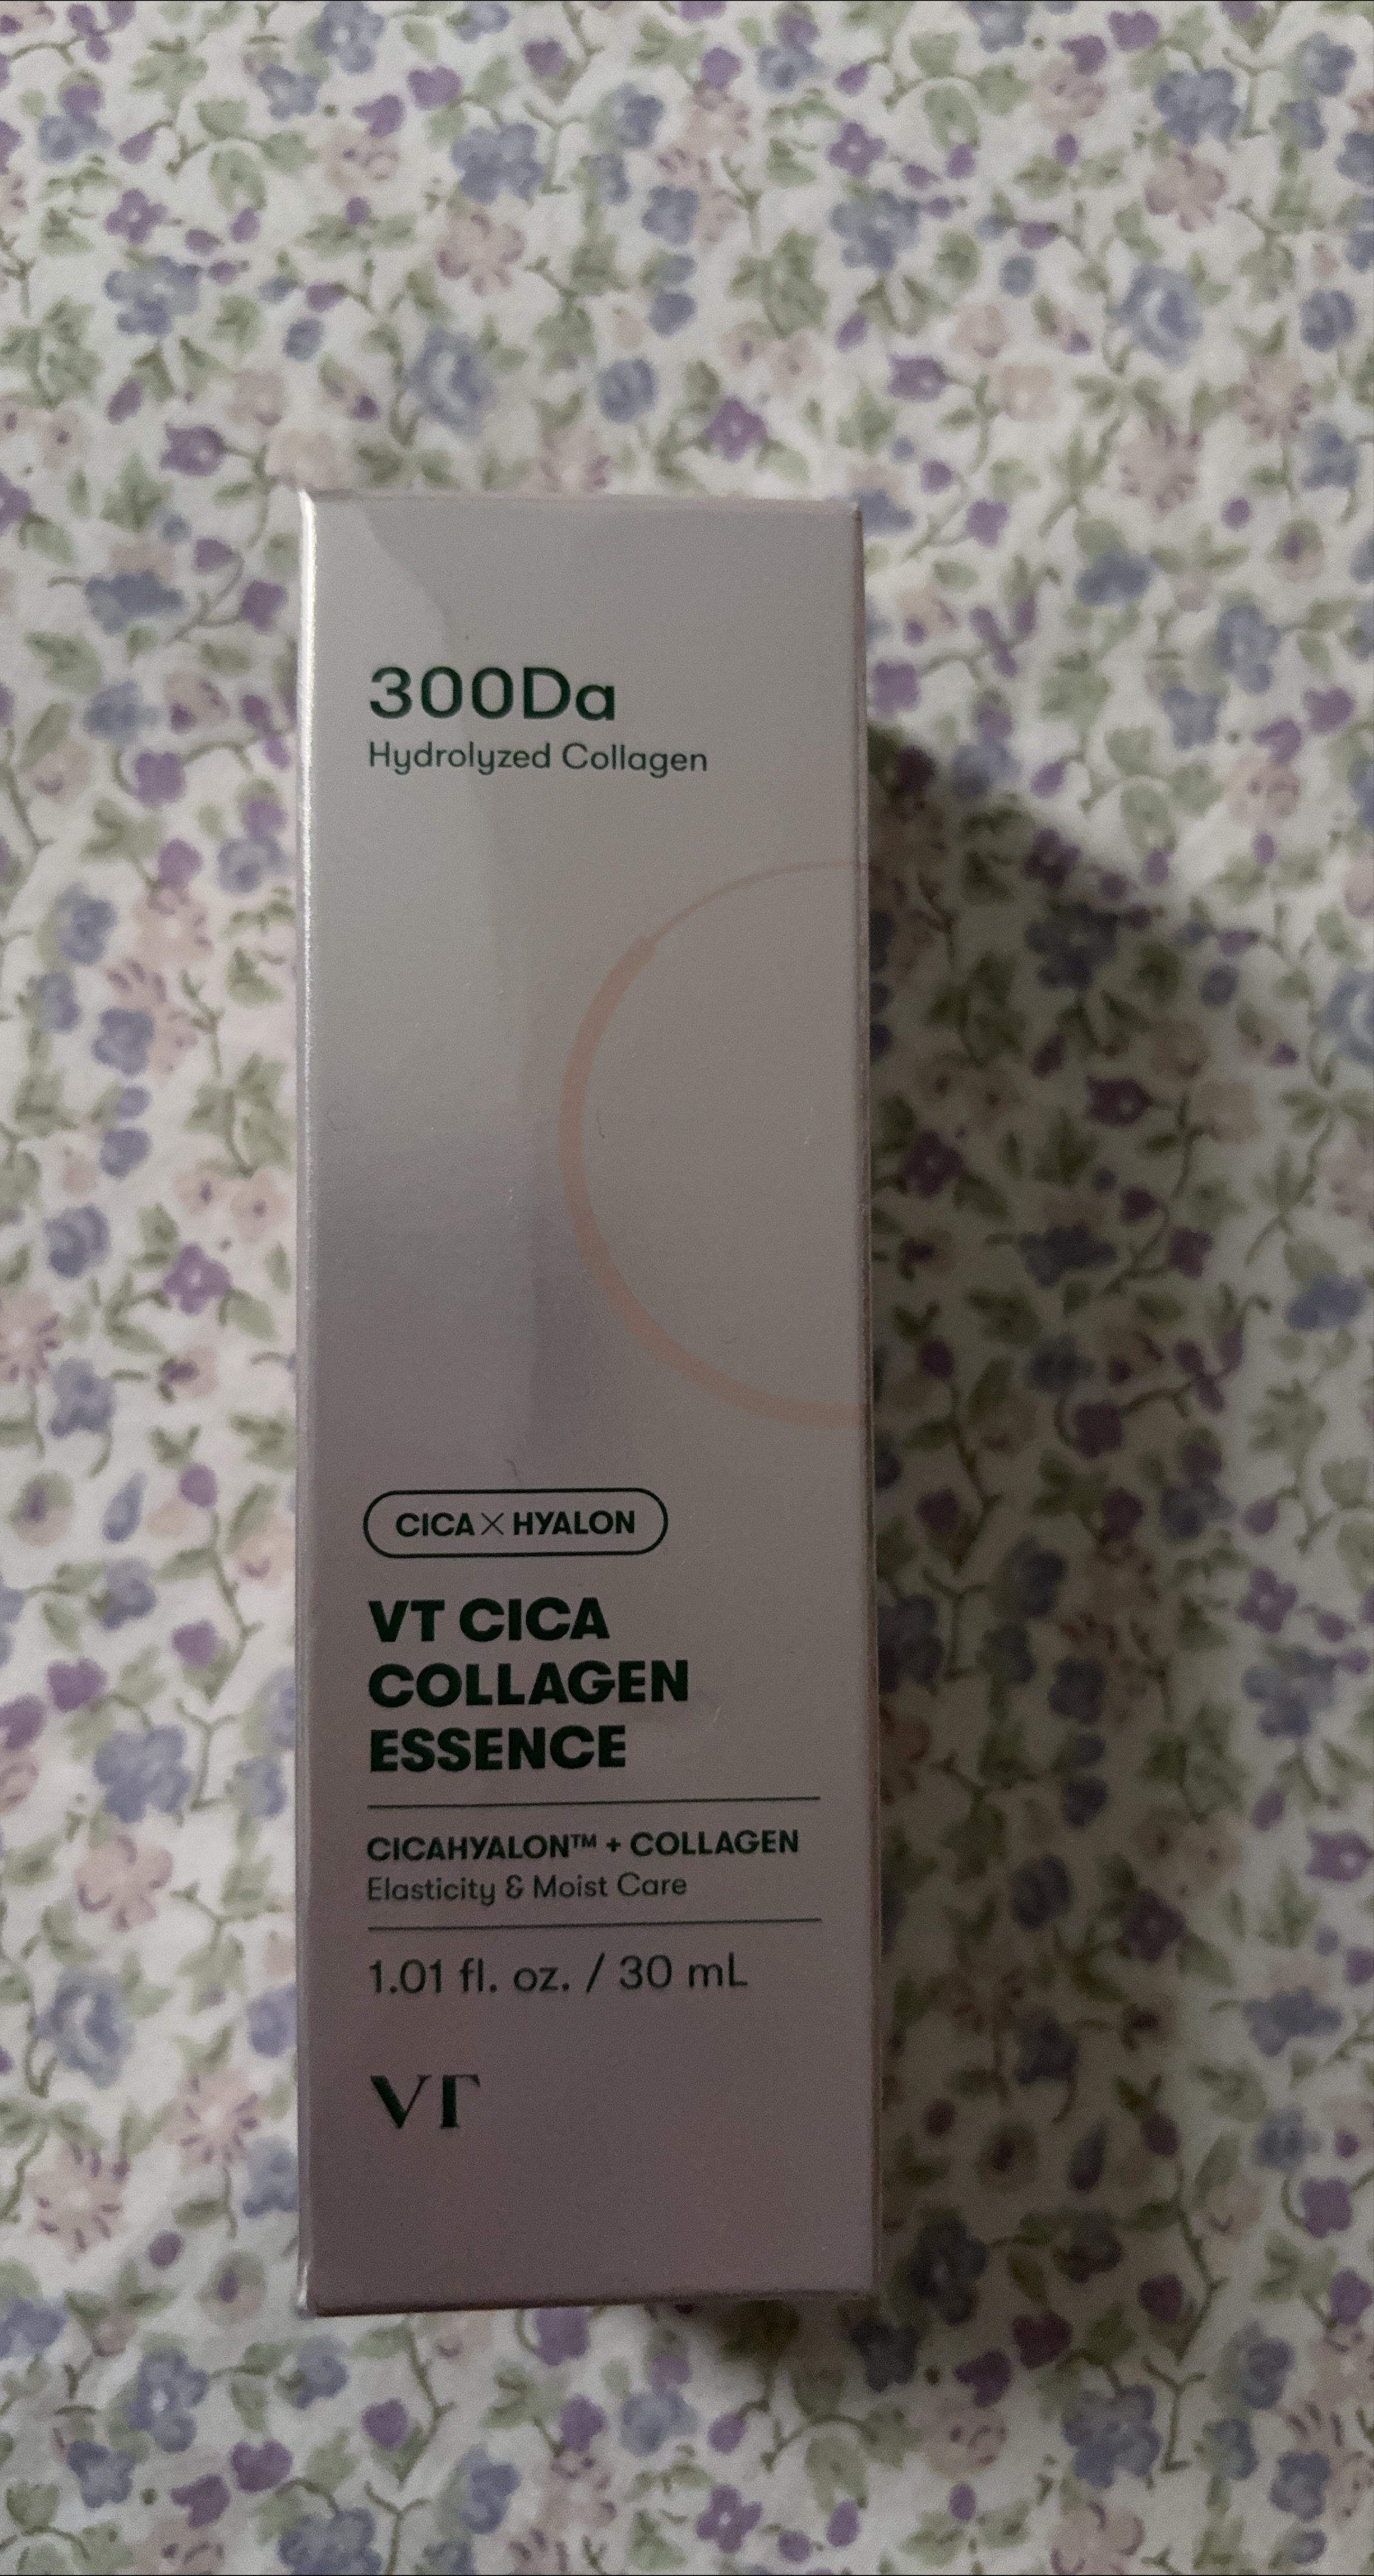 300Da
Hydrolyzed Collagen
CICA×HYALON
VT CICA
COLLAGEN
ESSENCE
CICAHYALON™ + COLLAGEN
Elasticity & Moist Care
1.01 fl. oz. / 30 mL
VT